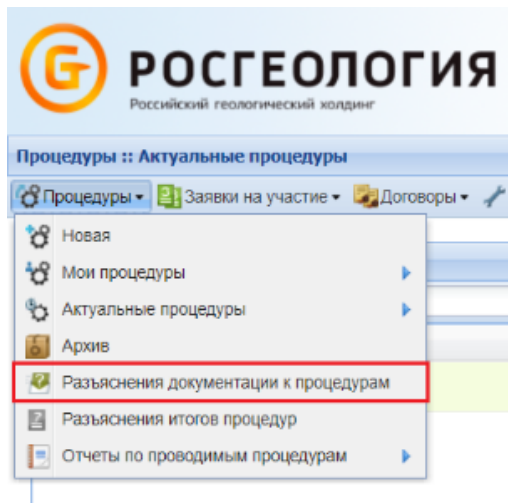 РОСГЕОЛОГИЯ
Российский геологический холдинг
Процедуры :: Актуальные процедуры
Процедуры Заявки на участие Договоры
Новая
Мои процедуры
Актуальные процедуры
Архив
Разъяснения документации к процедурам
Разъяснения итогов процедур
Отчеты по проводимым процедурам